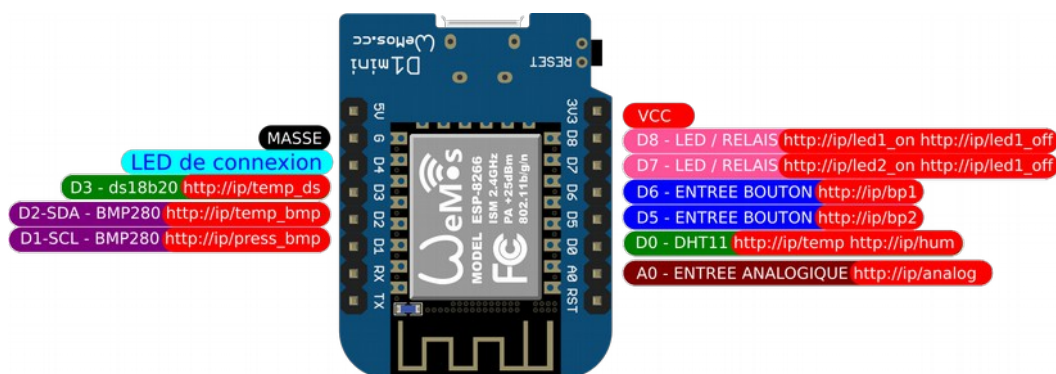 WeMos.cc
D1mini
RESET
5V
G
D4
D3
D2
D1
RX
TX
3V3
D8
D7
D6
D5
D0
A0
RST
WeMos
MODEL ESP-8266
ISM 2.4GHz
PA +25dBm
802.11b/g/n
FC
MASSE
LED de connexion
D3 - ds18b20 http://ip/temp_ds
D2-SDA - BMP280 http://ip/temp_bmp
D1-SCL - BMP280 http://ip/press_bmp
VCC
D8 - LED / RELAIS http://ip/led1_on http://ip/led1_off
D7 - LED / RELAIS http://ip/led2_on http://ip/led1_off
D6 - ENTREE BOUTON http://ip/bp1
D5 - ENTREE BOUTON http://ip/bp2
D0 - DHT11 http://ip/temp http://ip/hum
A0 - ENTREE ANALOGIQUE http://ip/analog